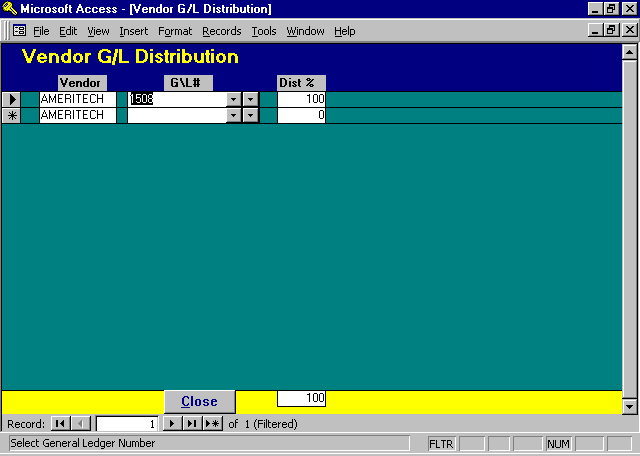 Microsoft Access - [Vendor G/L Distribution]
File Edit View Insert Format Records Tools Window Help
Vendor G/L Distribution
Vendor G\L# Dist %
AMERITECH 1508 100
AMERITECH 0
Close 100
Record: 1 of 1 (Filtered)
Select General Ledger Number FLTR NUM